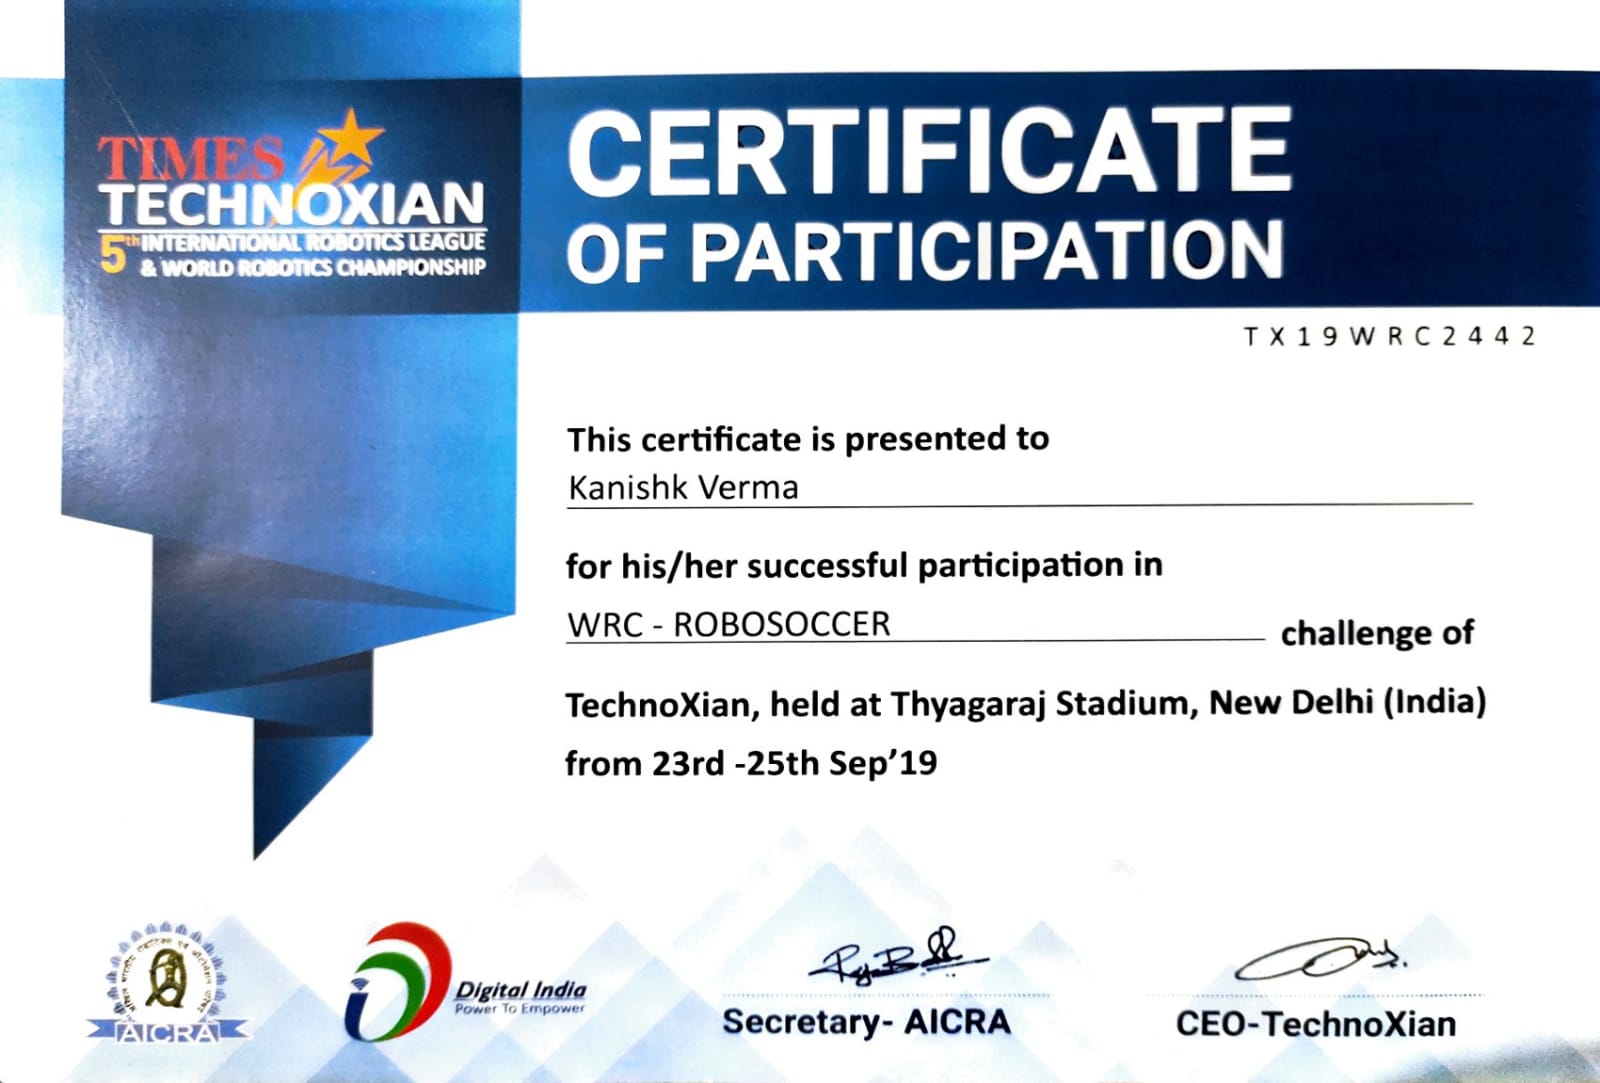 TIMES
TECHNOXIAN
5th INTERNATIONAL ROBOTICS LEAGUE
& WORLD ROBOTICS CHAMPIONSHIP
CERTIFICATE
OF PARTICIPATION
TX19WRC2442
This certificate is presented to
Kanishk Verma
for his/her successful participation in
WRC - ROBOSOCCER challenge of
TechnoXian, held at Thyagaraj Stadium, New Delhi (India)
from 23rd -25th Sep'19
AICRA
Digital India
Power To Empower
Secretary- AICRA
CEO-TechnoXian